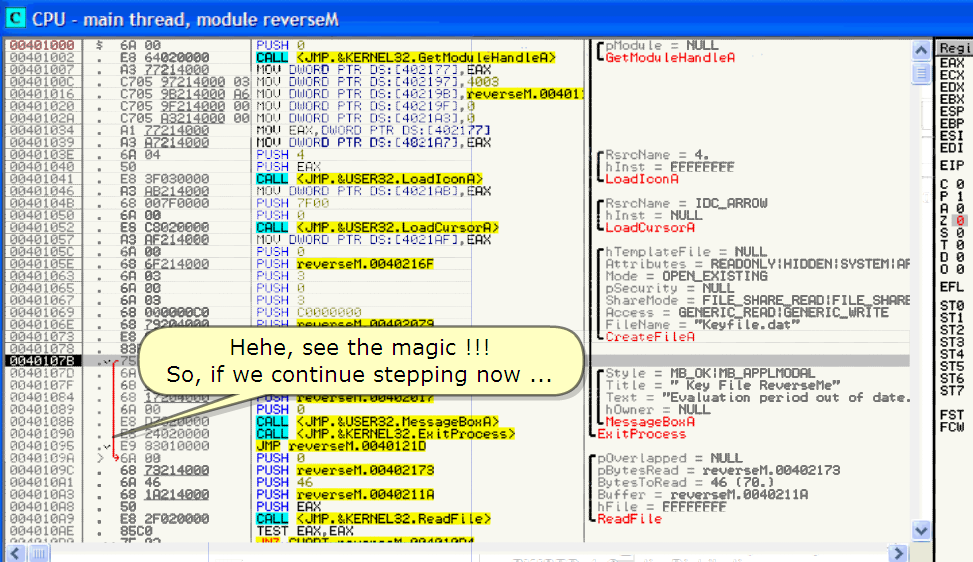 C CPU - main thread, module reverseM
00401000 $ 6A 00 PUSH 0 pModule = NULL
00401002 . E8 64020000 CALL <JMP.&KERNEL32.GetModuleHandleA> GetModuleHandleA
00401007 . A3 77214000 MOV DWORD PTR DS:[402177],EAX
0040100C . C705 97214000 03 MOV DWORD PTR DS:[402197],4003
00401016 . C705 9B214000 A6 MOV DWORD PTR DS:[40219B],reverseM.00401
00401020 . C705 9F214000 00 MOV DWORD PTR DS:[40219F],0
0040102A . C705 A3214000 00 MOV DWORD PTR DS:[4021A3],0
00401034 . A1 77214000 MOV EAX,DWORD PTR DS:[402177]
00401039 . A3 A7214000 MOV DWORD PTR DS:[4021A7],EAX
0040103E . 6A 04 PUSH 4 RsrcName = 4.
00401040 . 50 PUSH EAX hInst = FFFFFFFF
00401041 . E8 3F030000 CALL <JMP.&USER32.LoadIconA> LoadIconA
00401046 . A3 AB214000 MOV DWORD PTR DS:[4021AB],EAX
0040104B . 68 007F0000 PUSH 7F00 RsrcName = IDC_ARROW
00401050 . 6A 00 PUSH 0 hInst = NULL
00401052 . E8 C8020000 CALL <JMP.&USER32.LoadCursorA> LoadCursorA
00401057 . A3 AF214000 MOV DWORD PTR DS:[4021AF],EAX
0040105C . 6A 00 PUSH 0 hTemplateFile = NULL
0040105E . 68 6F214000 PUSH reverseM.0040216F Attributes = READONLY|HIDDEN|SYSTEM|AR
00401063 . 6A 03 PUSH 3 Mode = OPEN_EXISTING
00401065 . 6A 00 PUSH 0 pSecurity = NULL
00401067 . 6A 03 PUSH 3 ShareMode = FILE_SHARE_READ|FILE_SHARE
00401069 . 68 000000C0 PUSH C0000000 Access = GENERIC_READ|GENERIC_WRITE
0040106E . 68 79204000 PUSH reverseM.00402079 FileName = "Keyfile.dat"
00401073 . E8 CreateFileA
00401078 . 83
0040107B . 75
0040107D . 6A Style = MB_OK|MB_APPLMODAL
0040107F . 68 Title = " Key File ReverseMe"
00401084 . 68 17204000 PUSH reverseM.00402017 Text = "Evaluation period out of date.
00401089 . 6A 00 PUSH 0 hOwner = NULL
0040108B . E8 D7020000 CALL <JMP.&USER32.MessageBoxA> MessageBoxA
00401090 . E8 24020000 CALL <JMP.&KERNEL32.ExitProcess> ExitProcess
00401095 . E9 83010000 JMP reverseM.0040121D
0040109A > 6A 00 PUSH 0 pOverlapped = NULL
0040109C . 68 73214000 PUSH reverseM.00402173 pBytesRead = reverseM.00402173
004010A1 . 6A 46 PUSH 46 BytesToRead = 46 (70.)
004010A3 . 68 1A214000 PUSH reverseM.0040211A Buffer = reverseM.0040211A
004010A8 . 50 PUSH EAX hFile = FFFFFFFF
004010A9 . E8 2F020000 CALL <JMP.&KERNEL32.ReadFile> ReadFile
004010AE . 85C0 TEST EAX,EAX
Hehe, see the magic !!!
So, if we continue stepping now ...
Regi
EAX
ECX
EDX
EBX
ESP
EBP
ESI
EDI
EIP
C 0
P 1
A 0
Z 0
S 0
T 0
D 0
O 0
EFL
ST0
ST1
ST2
ST3
ST4
ST5
ST6
ST7
FST
FCW